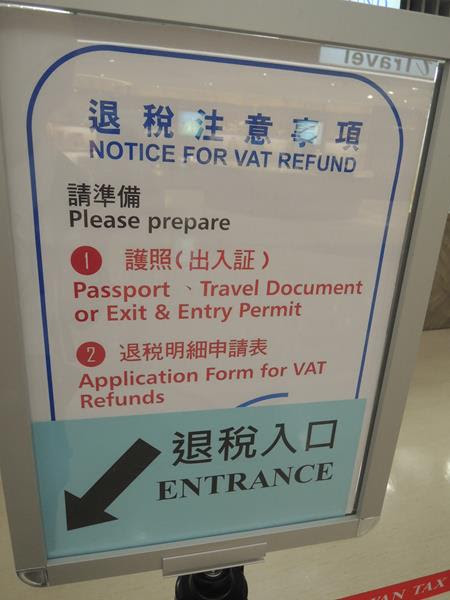 退稅注意事項
NOTICE FOR VAT REFUND
請準備
Please prepare
1 護照(出入証)
Passport、Travel Document
or Exit & Entry Permit
2 退税明細申請表
Application Form for VAT
Refunds
退稅入口
ENTRANCE
TAX